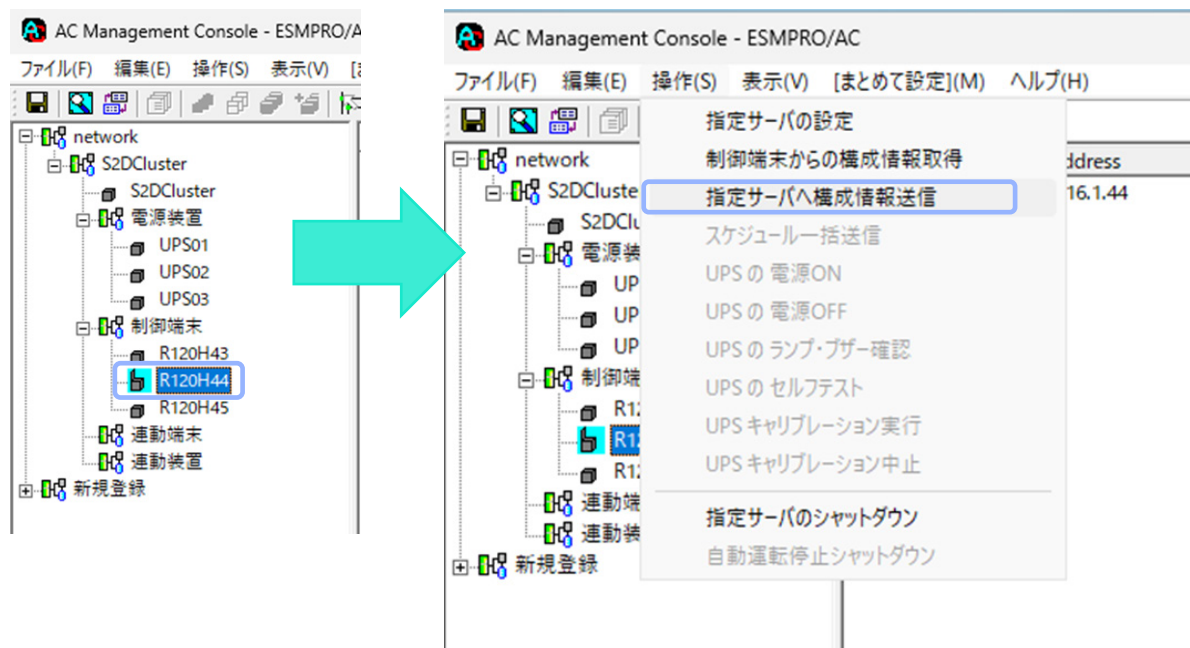 AC Management Console - ESMPRO/A
ファイル(F) 編集(E) 操作(S) 表示(V)
network
S2DCluster
S2DCluster
電源装置
UPS01
UPS02
UPS03
制御端末
R120H43
R120H44
R120H45
連動端末
連動装置
新規登録
AC Management Console - ESMPRO/AC
ファイル(F) 編集(E) 操作(S) 表示(V) [まとめて設定](M) ヘルプ(H)
network
S2DCluste
S2DClu
電源装
UP
UP
UP
制御端
R12
R12
R12
連動端
連動装
新規登録
指定サーバの設定
制御端末からの構成情報取得
指定サーバへ構成情報送信
スケジュール一括送信
UPS の 電源ON
UPS の 電源OFF
UPS の ランプ・ブザー確認
UPS の セルフテスト
UPS キャリブレーション実行
UPS キャリブレーション中止
指定サーバのシャットダウン
自動運転停止シャットダウン
ddress
16.1.44